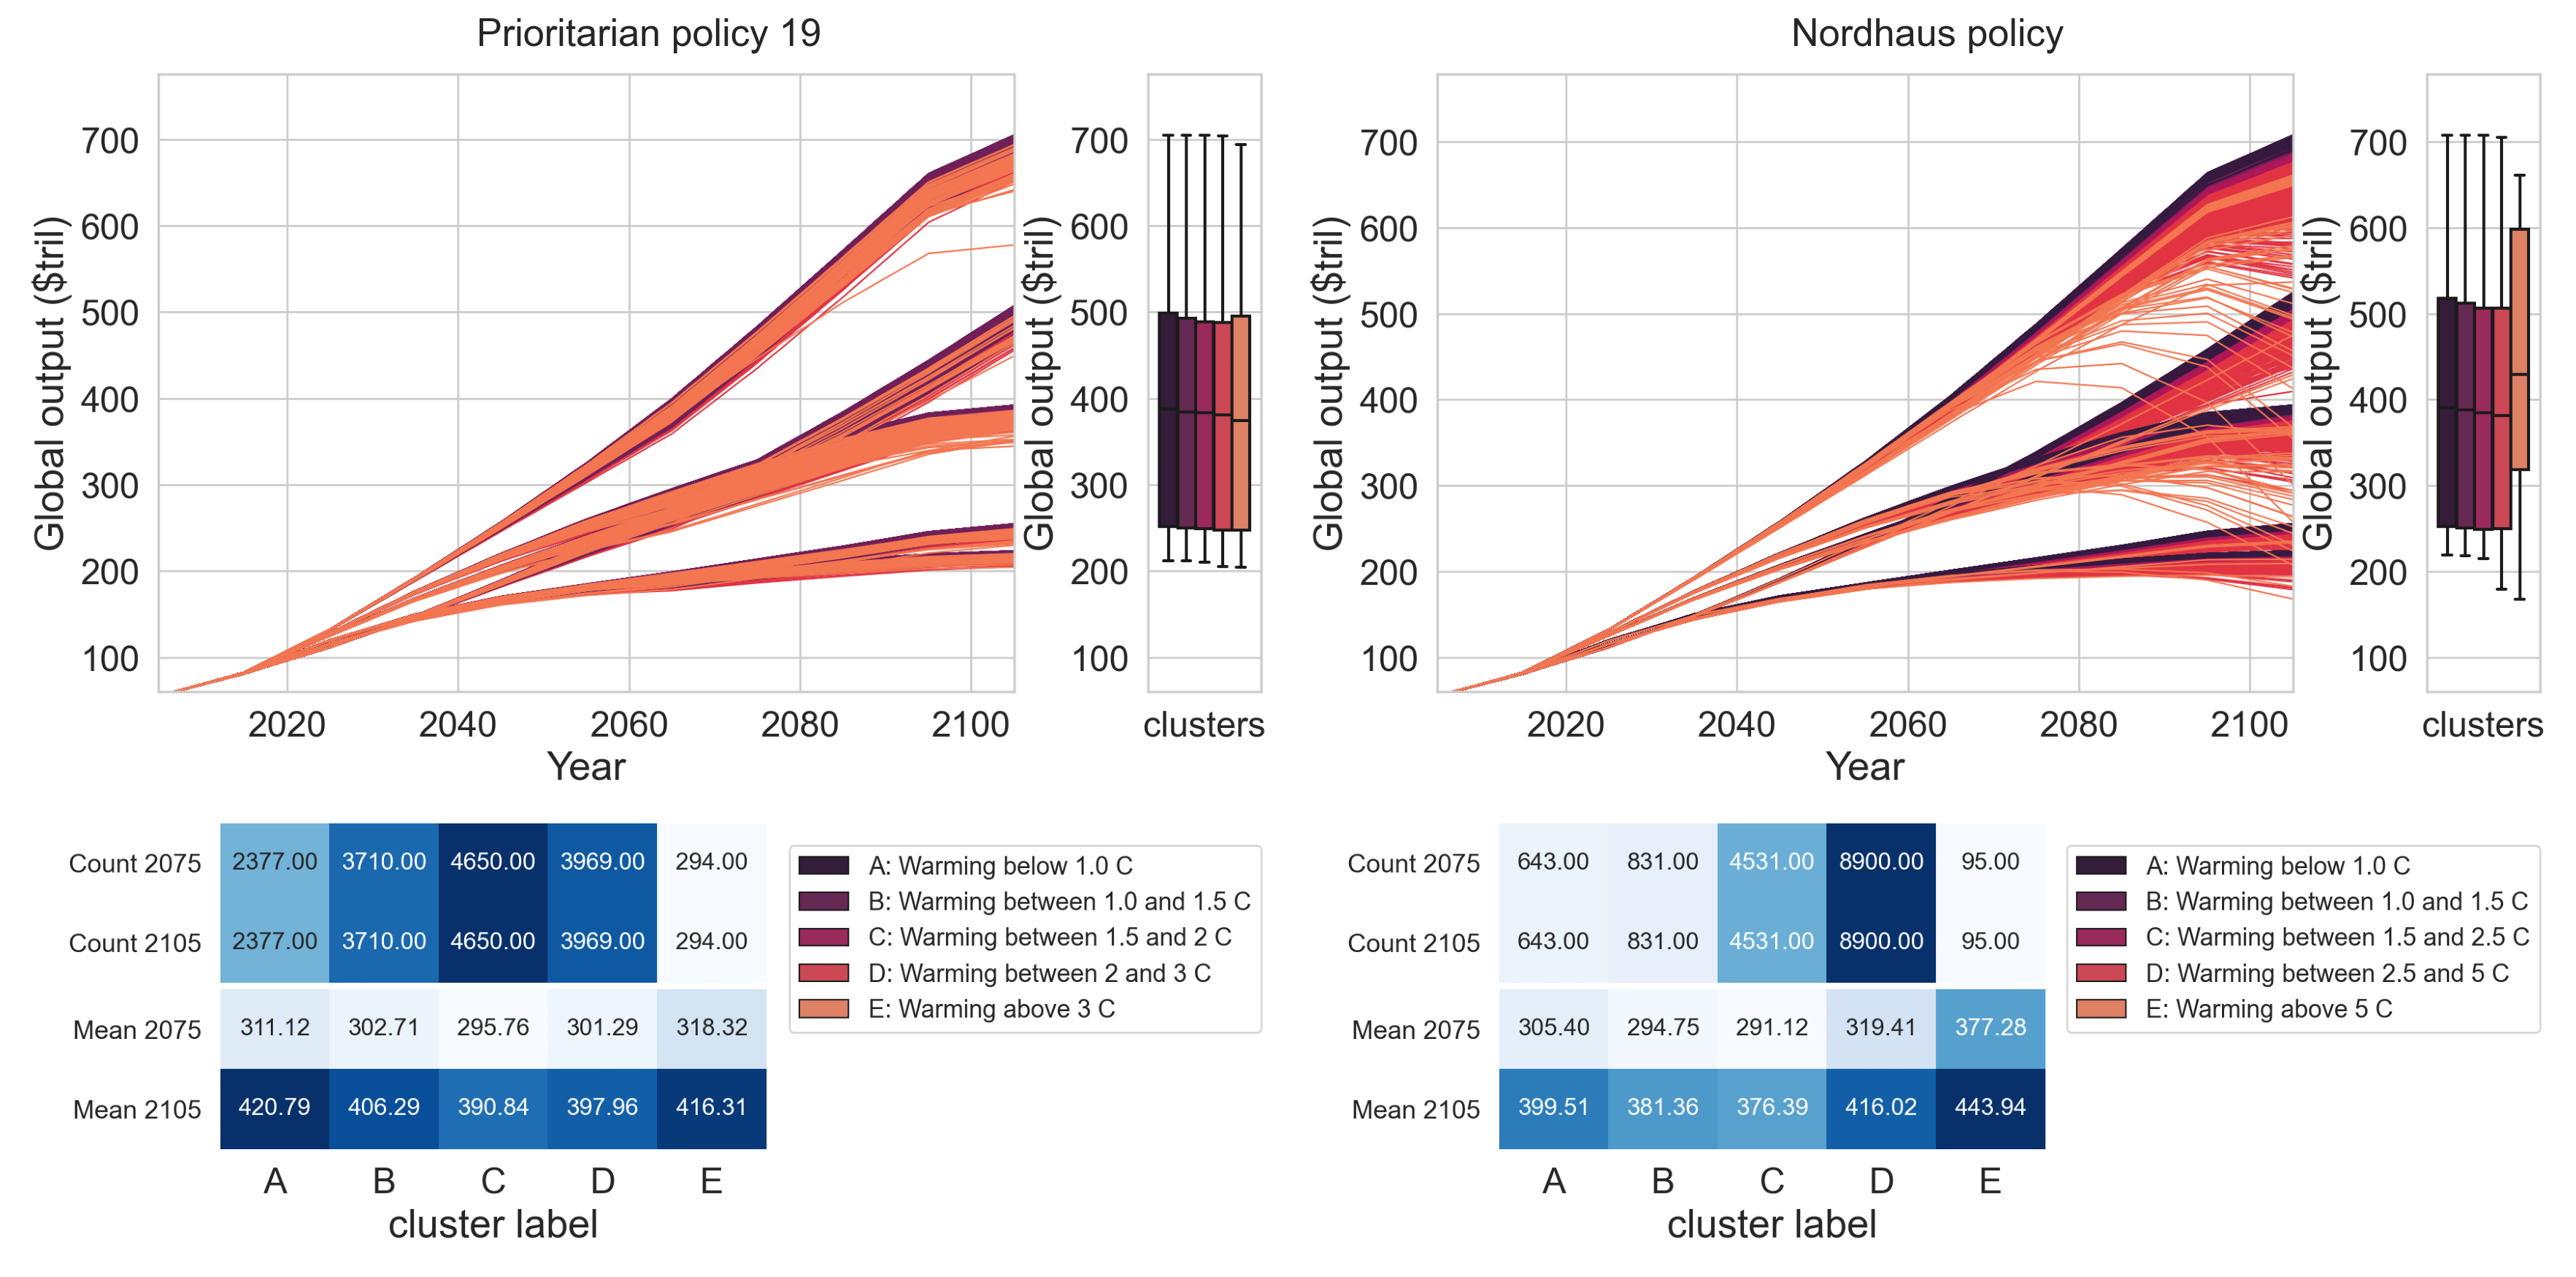 Prioritarian policy 19
Global output ($tril)
700
600
500
400
300
200
100
2020 2040 2060 2080 2100
Year
Global output ($tril)
700
600
500
400
300
200
100
clusters
Count 2075 2377.00 3710.00 4650.00 3969.00 294.00
Count 2105 2377.00 3710.00 4650.00 3969.00 294.00
Mean 2075 311.12 302.71 295.76 301.29 318.32
Mean 2105 420.79 406.29 390.84 397.96 416.31
A B C D E
cluster label
A: Warming below 1.0 C
B: Warming between 1.0 and 1.5 C
C: Warming between 1.5 and 2 C
D: Warming between 2 and 3 C
E: Warming above 3 C
Nordhaus policy
Global output ($tril)
700
600
500
400
300
200
100
2020 2040 2060 2080 2100
Year
Global output ($tril)
700
600
500
400
300
200
100
clusters
Count 2075 643.00 831.00 4531.00 8900.00 95.00
Count 2105 643.00 831.00 4531.00 8900.00 95.00
Mean 2075 305.40 294.75 291.12 319.41 377.28
Mean 2105 399.51 381.36 376.39 416.02 443.94
A B C D E
cluster label
A: Warming below 1.0 C
B: Warming between 1.0 and 1.5 C
C: Warming between 1.5 and 2.5 C
D: Warming between 2.5 and 5 C
E: Warming above 5 C